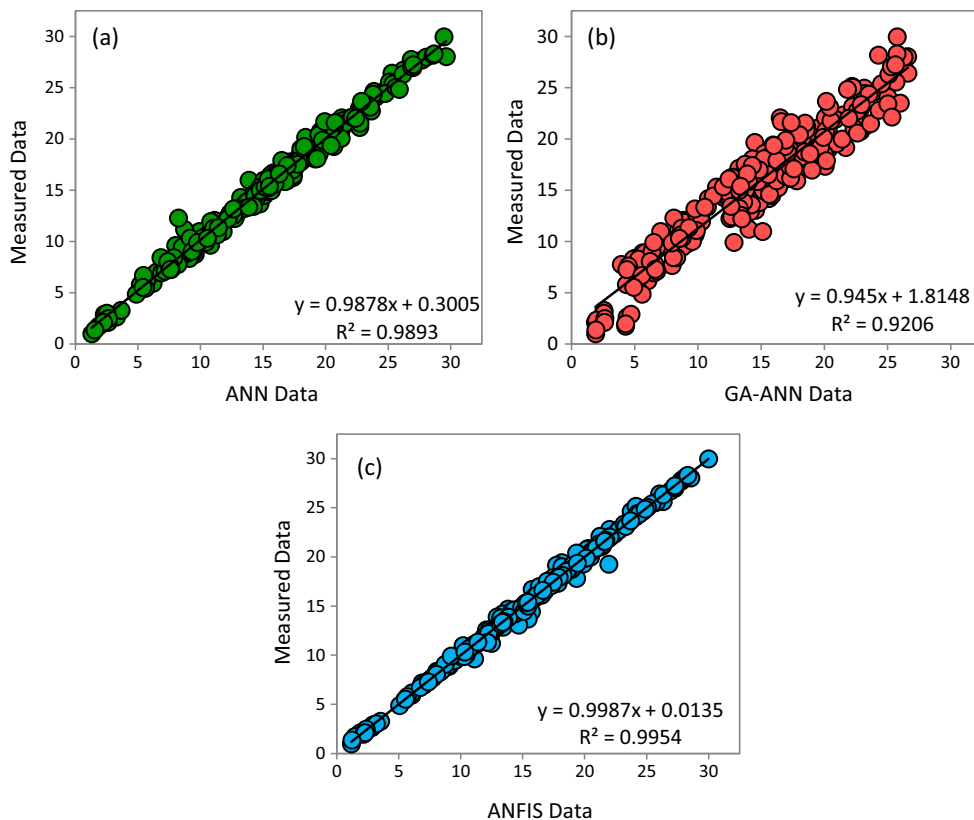 (a)
Measured Data
30
25
20
15
10
5
0
y = 0.9878x + 0.3005
R² = 0.9893
0 5 10 15 20 25 30
ANN Data
(b)
Measured Data
30
25
20
15
10
5
0
y = 0.945x + 1.8148
R² = 0.9206
0 5 10 15 20 25 30
GA-ANN Data
(c)
Measured Data
30
25
20
15
10
5
0
y = 0.9987x + 0.0135
R² = 0.9954
0 5 10 15 20 25 30
ANFIS Data